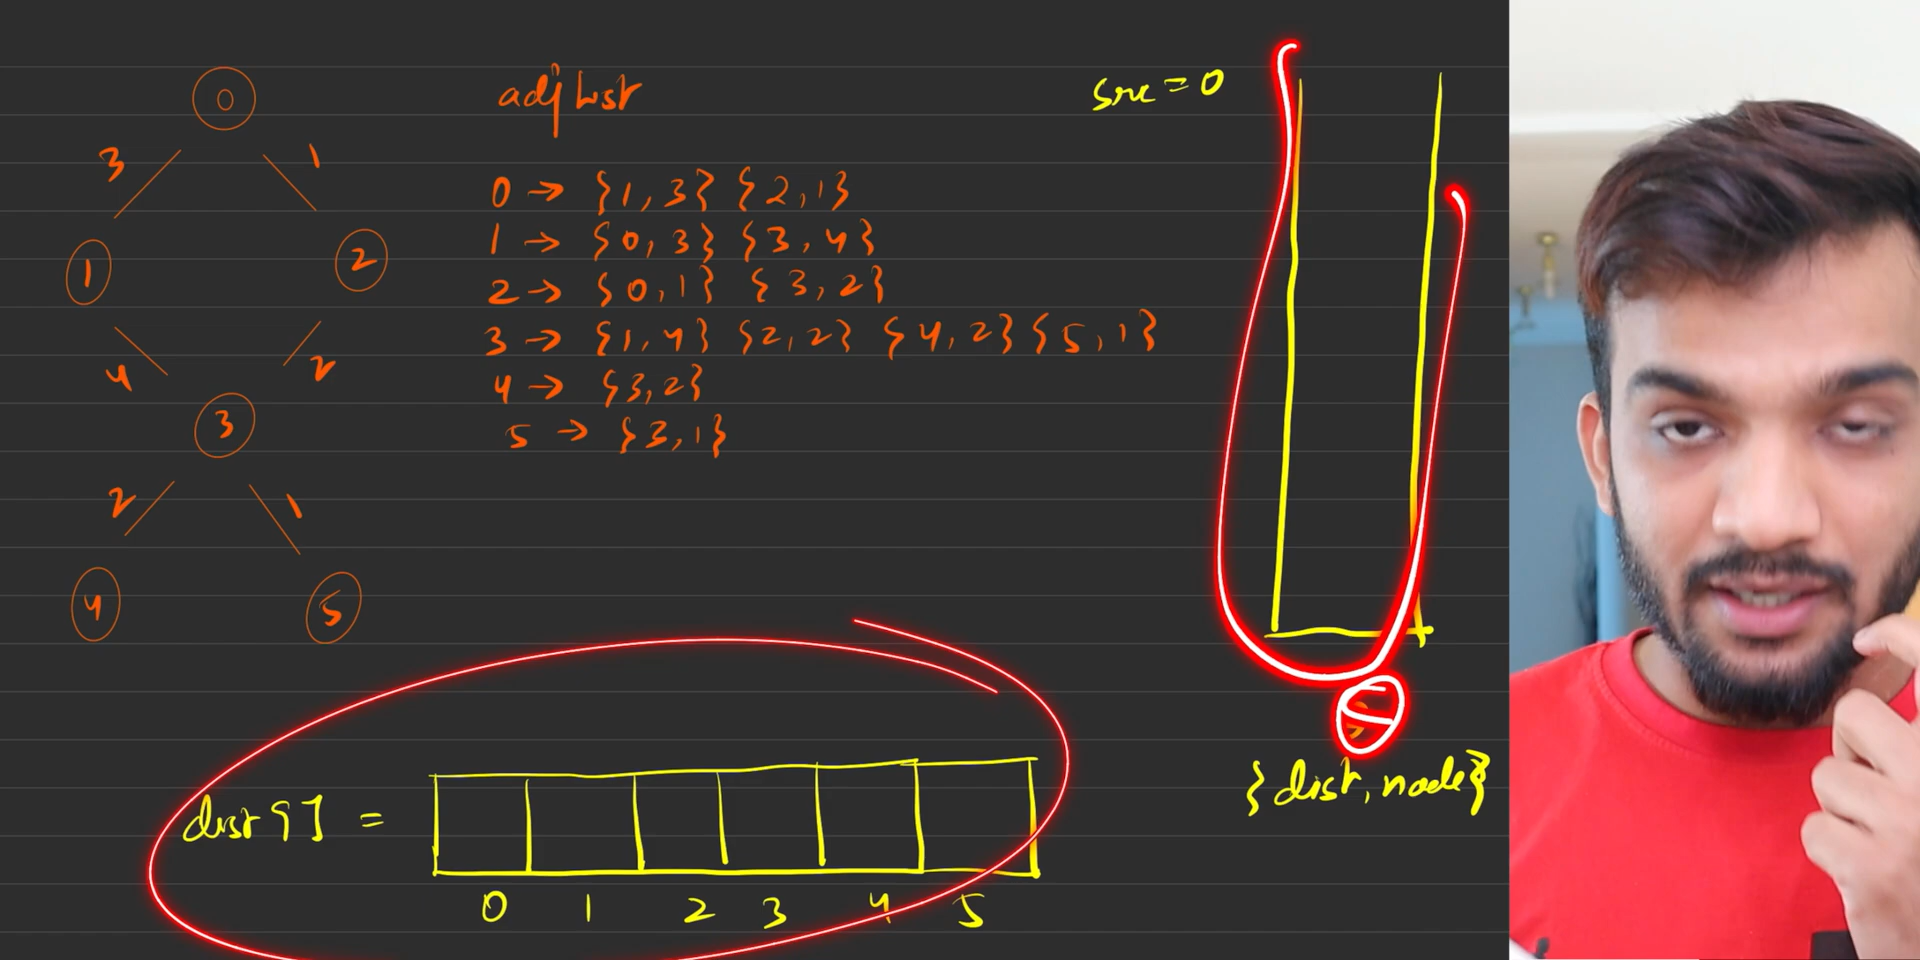 0
3 1
1 2
4 2
3
2 1
4 5
adj List
0 → {1,3} {2,1}
1 → {0,3} {3,4}
2 → {0,1} {3,2}
3 → {1,4} {2,2} {4,2} {5,1}
4 → {3,2}
5 → {3,1}
src = 0
{dist, node}
dist[] =
0 1 2 3 4 5